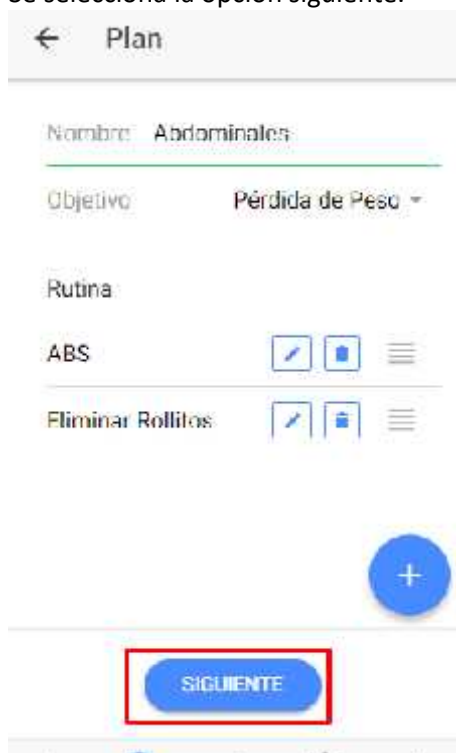 Se selecciona la opción siguiente.
← Plan
Nombre Abdominales
Objetivo Pérdida de Peso
Rutina
ABS
Eliminar Rollitos
+
SIGUIENTE